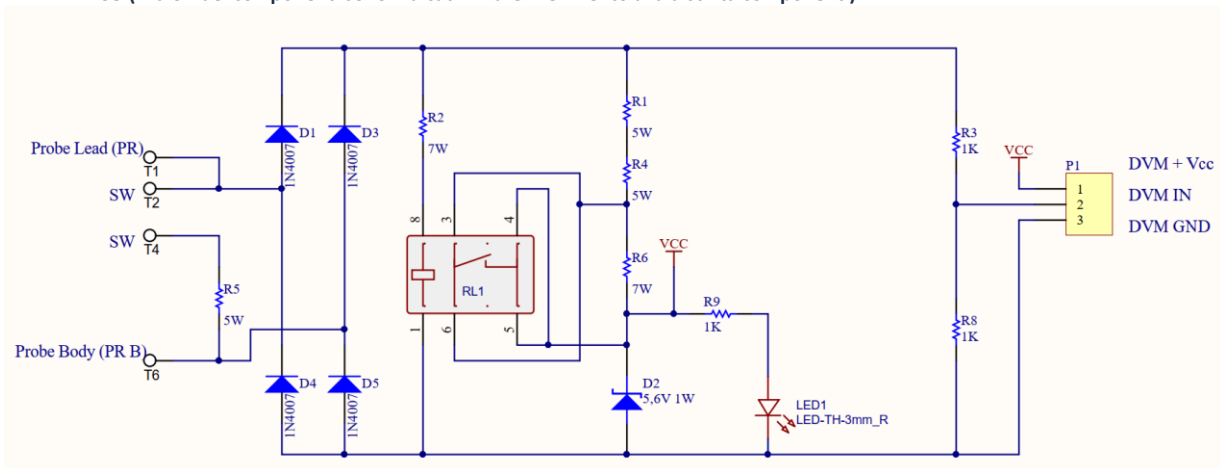 D1
1N4007
D3
1N4007
R2
7W
R1
5W
R4
5W
R3
1K
Probe Lead (PR)
T1
SW
T2
SW
T4
R5
5W
Probe Body (PR B)
T6
8
3
4
RL1
1
6
5
R6
7W
VCC
R9
1K
VCC
P1
1
2
3
DVM + Vcc
DVM IN
DVM GND
R8
1K
D4
1N4007
D5
1N4007
D2
5,6V 1W
LED1
LED-TH-3mm_R